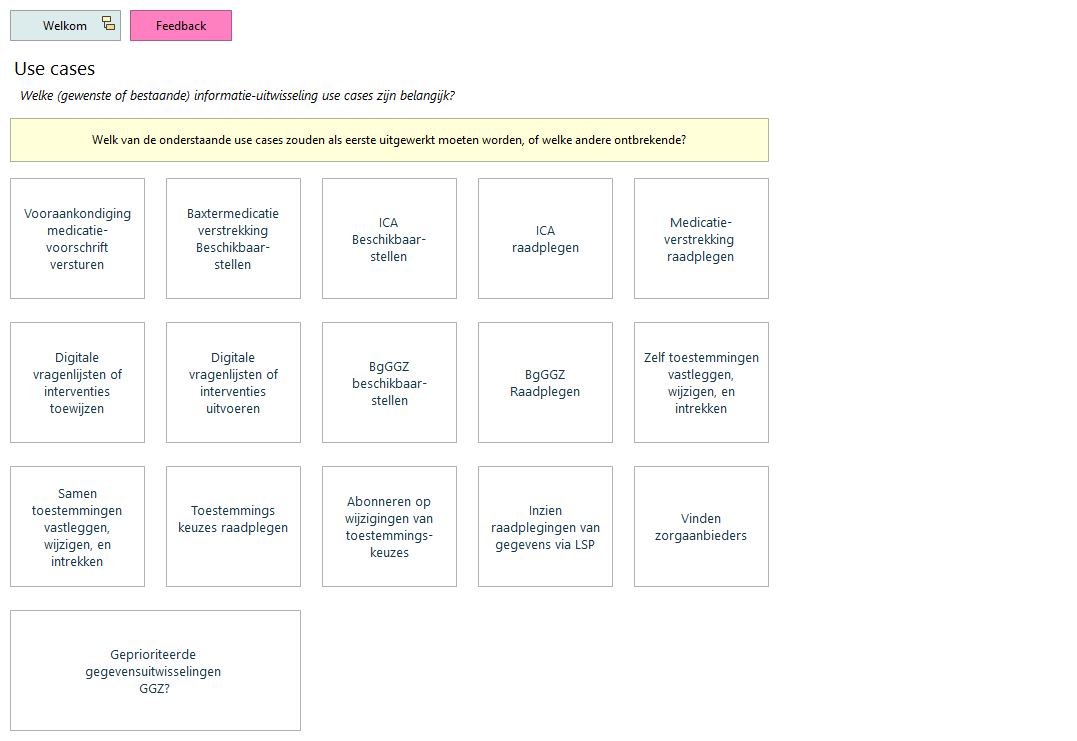 Welkom
Feedback
Use cases
Welke (gewenste of bestaande) informatie-uitwisseling use cases zijn belangijk?
Welk van de onderstaande use cases zouden als eerste uitgewerkt moeten worden, of welke andere ontbrekende?
Vooraankondiging
medicatie-
voorschrift
versturen
Baxtermedicatie
verstrekking
Beschikbaar-
stellen
ICA
Beschikbaar-
stellen
ICA
raadplegen
Medicatie-
verstrekking
raadplegen
Digitale
vragenlijsten of
interventies
toewijzen
Digitale
vragenlijsten of
interventies
uitvoeren
BgGGZ
beschikbaar-
stellen
BgGGZ
Raadplegen
Zelf toestemmingen
vastleggen,
wijzigen, en
intrekken
Samen
toestemmingen
vastleggen,
wijzigen, en
intrekken
Toestemmings
keuzes raadplegen
Abonneren op
wijzigingen van
toestemmings-
keuzes
Inzien
raadplegingen van
gegevens via LSP
Vinden
zorgaanbieders
Geprioriteerde
gegevensuitwisselingen
GGZ?